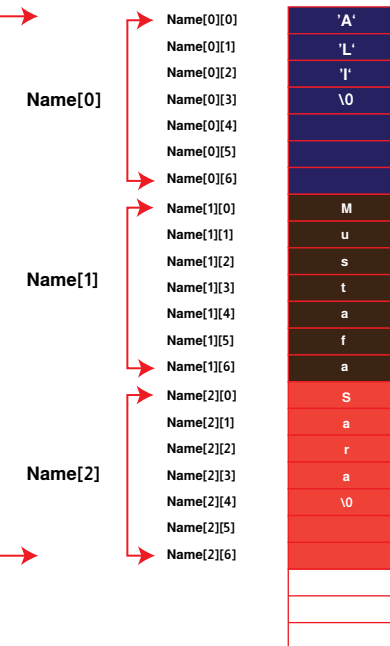 Name[0][0] 'A'
Name[0][1] 'L'
Name[0][2] 'I'
Name[0] Name[0][3] \0
Name[0][4]
Name[0][5]
Name[0][6]
Name[1][0] M
Name[1][1] u
Name[1][2] s
Name[1] Name[1][3] t
Name[1][4] a
Name[1][5] f
Name[1][6] a
Name[2][0] S
Name[2][1] a
Name[2][2] r
Name[2] Name[2][3] a
Name[2][4] \0
Name[2][5]
Name[2][6]